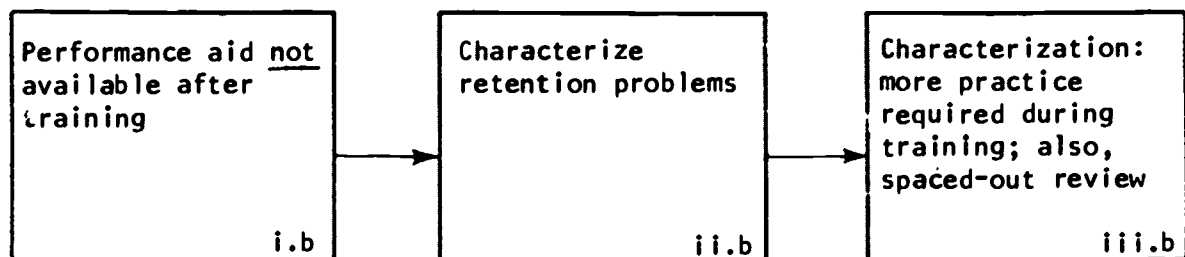 Performance aid not
available after
training
i.b
Characterize
retention problems
ii.b
Characterization:
more practice
required during
training; also,
spaced-out review
iii.b